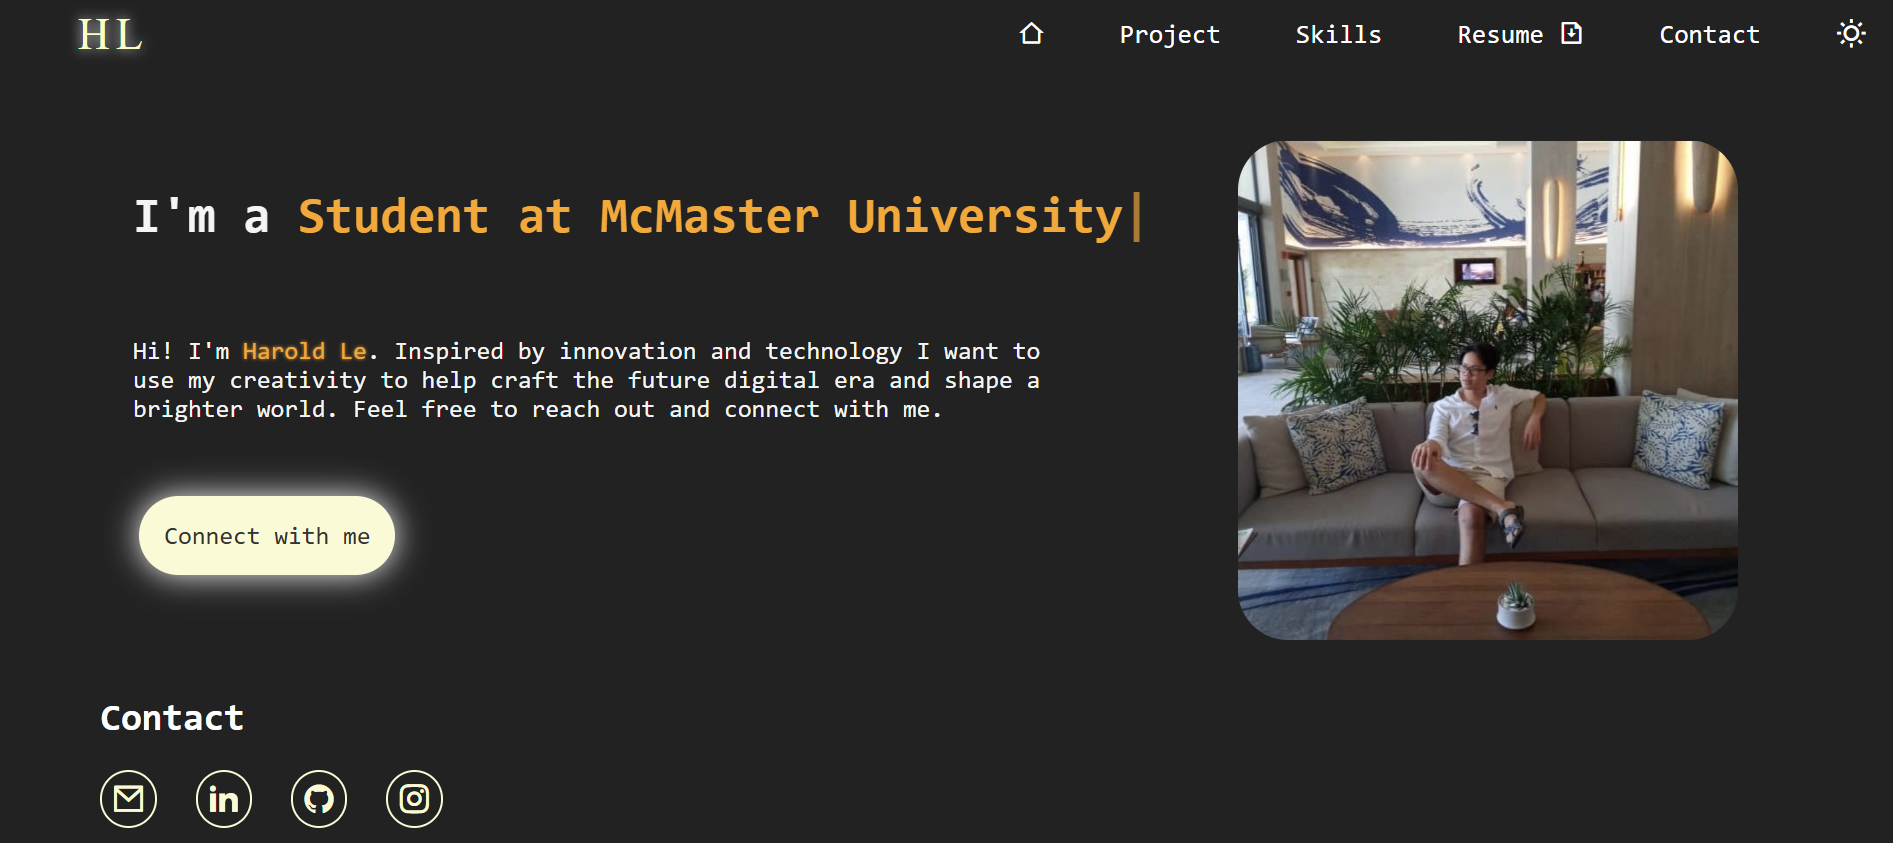 HL
Project
Skills
Resume
Contact
I'm a Student at McMaster University|
Hi! I'm Harold Le. Inspired by innovation and technology I want to
use my creativity to help craft the future digital era and shape a
brighter world. Feel free to reach out and connect with me.
Connect with me
Contact
in